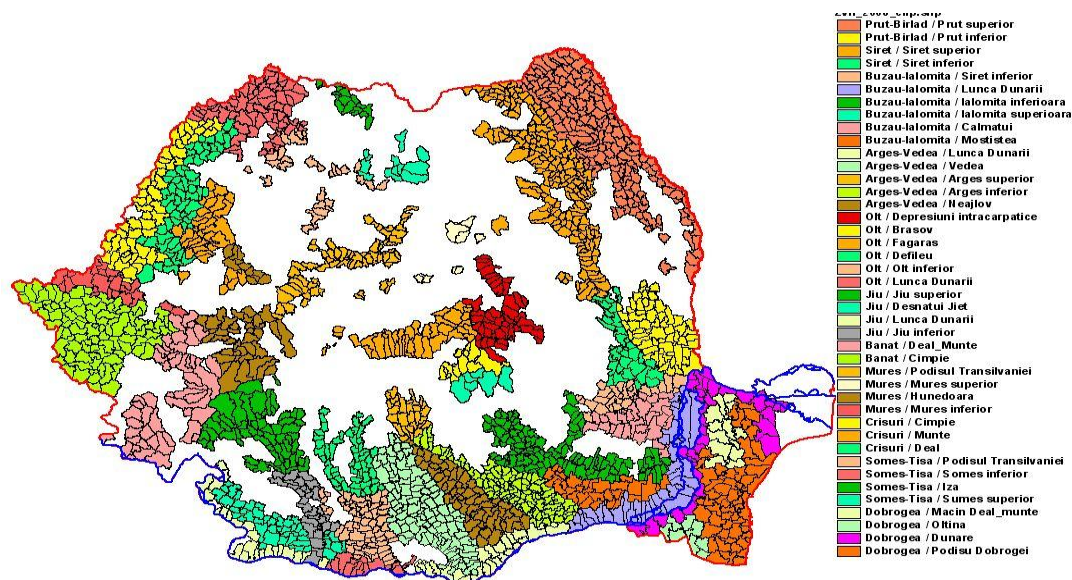 Prut-Birlad / Prut superior
Prut-Birlad / Prut inferior
Siret / Siret superior
Siret / Siret inferior
Buzau-Ialomita / Siret inferior
Buzau-Ialomita / Lunca Dunarii
Buzau-Ialomita / Ialomita inferioara
Buzau-Ialomita / Ialomita superioara
Buzau-Ialomita / Calmatui
Buzau-Ialomita / Mostistea
Arges-Vedea / Lunca Dunarii
Arges-Vedea / Vedea
Arges-Vedea / Arges superior
Arges-Vedea / Arges inferior
Arges-Vedea / Neajlov
Olt / Depresiuni intracarpatice
Olt / Brasov
Olt / Fagaras
Olt / Defileu
Olt / Olt inferior
Olt / Lunca Dunarii
Jiu / Jiu superior
Jiu / Desnatui Jiet
Jiu / Lunca Dunarii
Jiu / Jiu inferior
Banat / Deal_Munte
Banat / Cimpie
Mures / Podisul Transilvaniei
Mures / Mures superior
Mures / Hunedoara
Mures / Mures inferior
Crisuri / Cimpie
Crisuri / Munte
Crisuri / Deal
Somes-Tisa / Podisul Transilvaniei
Somes-Tisa / Somes inferior
Somes-Tisa / Iza
Somes-Tisa / Sumes superior
Dobrogea / Macin Deal_munte
Dobrogea / Oltina
Dobrogea / Dunare
Dobrogea / Podisu Dobrogei